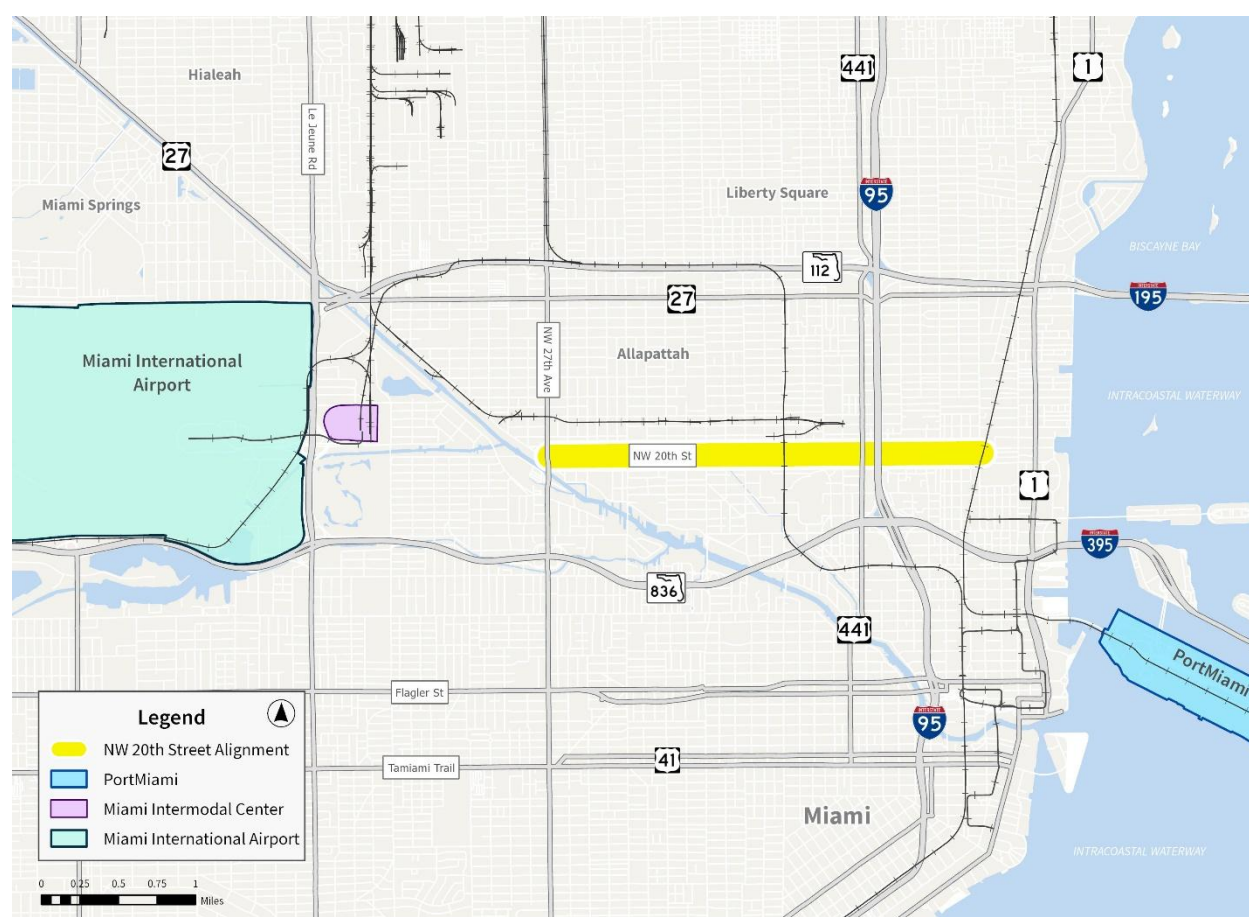 Hialeah
Le Jeune Rd
441
1
27
Miami Springs
Liberty Square
95
BISCAYNE BAY
112
27
195
Miami International
Airport
NW 27th Ave
Allapattah
INTRACOASTAL WATERWAY
NW 20th St
1
395
836
441
PortMiami
Flagler St
95
41
Tamiami Trail
Miami
INTRACOASTAL WATERWAY
Legend
NW 20th Street Alignment
PortMiami
Miami Intermodal Center
Miami International Airport
0 0.25 0.5 0.75 1
Miles